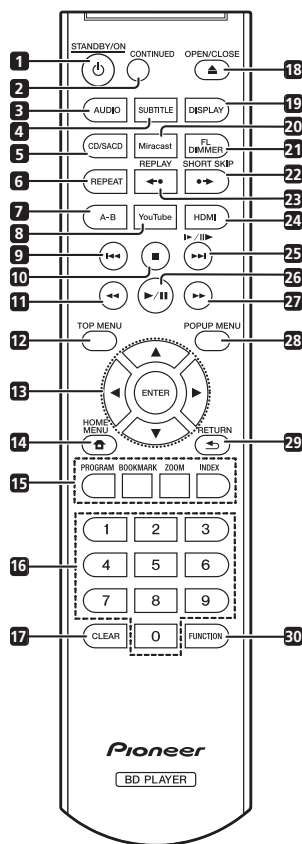 STANDBY/ON
CONTINUED
OPEN/CLOSE
1
2
18
3
AUDIO
SUBTITLE
DISPLAY
19
4
20
5
CD/SACD
Miracast
FL DIMMER
21
REPLAY
SHORT SKIP
6
REPEAT
22
23
7
A-B
YouTube
HDMI
24
8
9
25
10
26
11
27
12
TOP MENU
POPUP MENU
28
13
ENTER
14
HOME MENU
RETURN
29
15
PROGRAM
BOOKMARK
ZOOM
INDEX
16
1 2 3
4 5 6
7 8 9
17
CLEAR
0
FUNCTION
30
Pioneer
BD PLAYER